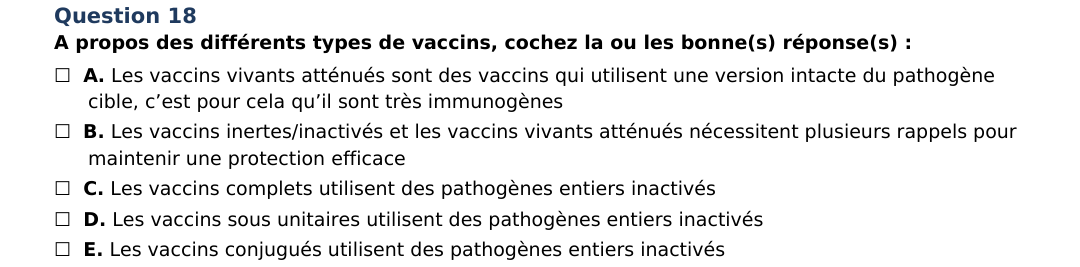 Question 18
A propos des différents types de vaccins, cochez la ou les bonne(s) réponse(s) :
☐ A. Les vaccins vivants atténués sont des vaccins qui utilisent une version intacte du pathogène
cible, c’est pour cela qu’il sont très immunogènes
☐ B. Les vaccins inertes/inactivés et les vaccins vivants atténués nécessitent plusieurs rappels pour
maintenir une protection efficace
☐ C. Les vaccins complets utilisent des pathogènes entiers inactivés
☐ D. Les vaccins sous unitaires utilisent des pathogènes entiers inactivés
☐ E. Les vaccins conjugués utilisent des pathogènes entiers inactivés